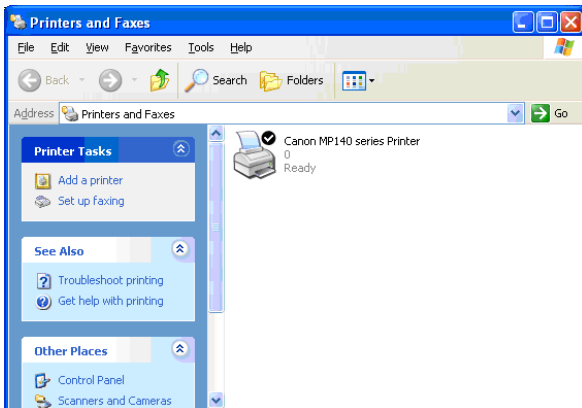 Printers and Faxes
File Edit View Favorites Tools Help
Back Search Folders
Address Printers and Faxes Go
Printer Tasks
Add a printer
Set up faxing
See Also
Troubleshoot printing
Get help with printing
Other Places
Control Panel
Scanners and Cameras
Canon MP140 series Printer
0
Ready